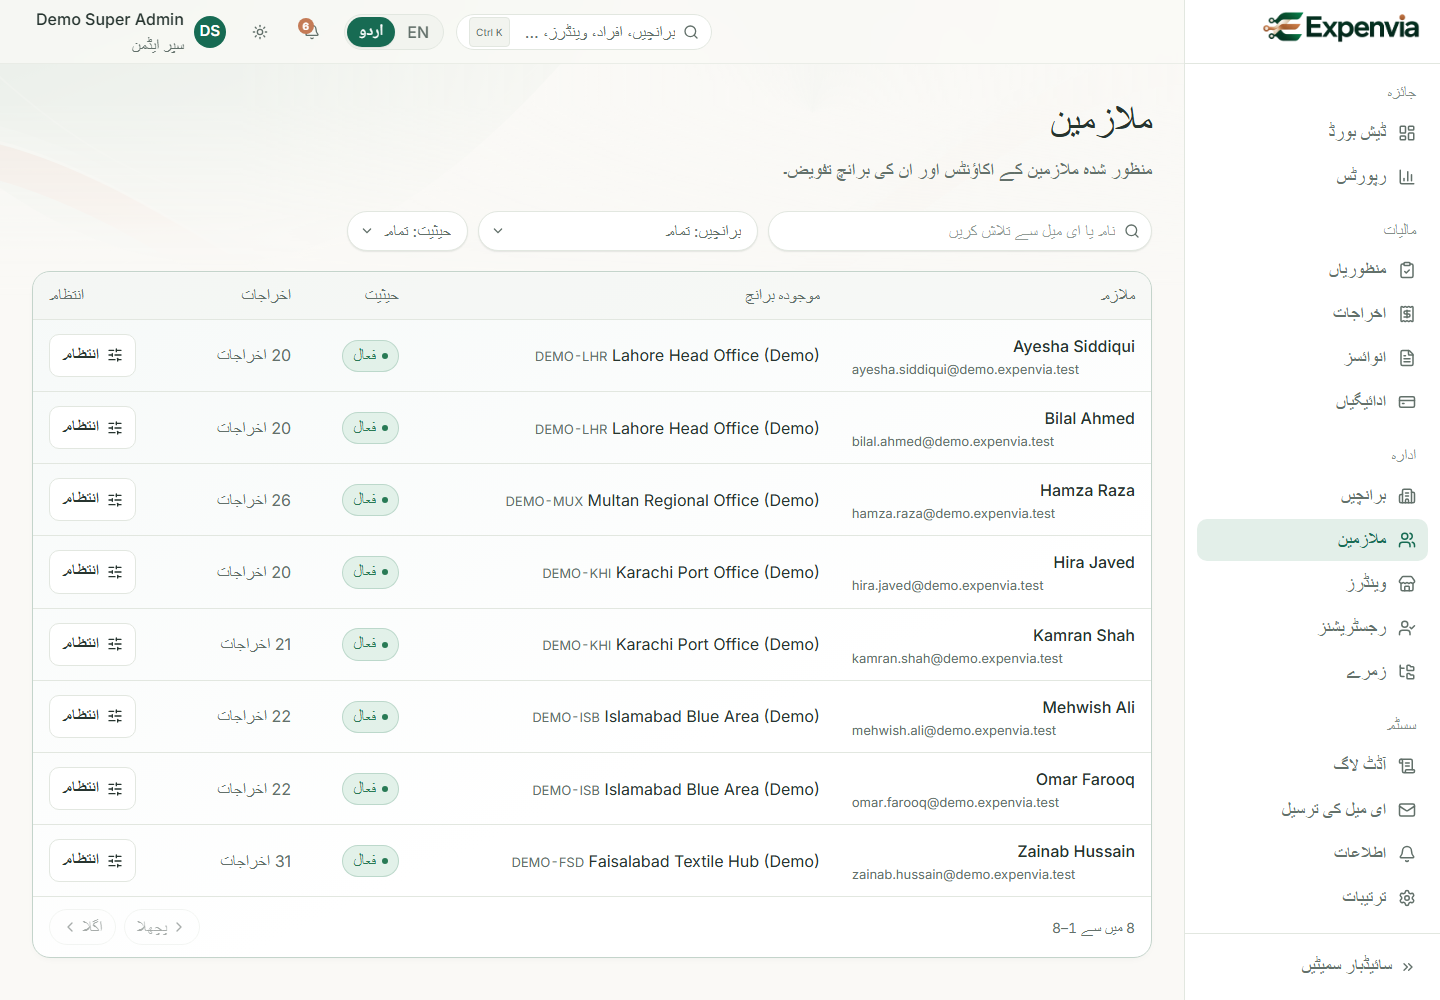 Expenvia
برانچیں، افراد، وینڈرز، ... Ctrl K
EN اردو
6
DS Demo Super Admin
سپر ایڈمن
جائزہ
ڈیش بورڈ
رپورٹس
مالیات
منظوریاں
اخراجات
انوائسز
ادائیگیاں
ادارہ
برانچیں
ملازمین
وینڈرز
رجسٹریشنز
زمرے
سسٹم
آڈٹ لاگ
ای میل کی ترسیل
اطلاعات
ترتیبات
سائیڈبار سمیٹیں
ملازمین
منظور شدہ ملازمین کے اکاؤنٹس اور ان کی برانچ تفویض۔
نام یا ای میل سے تلاش کریں
برانچیں: تمام
حیثیت: تمام
ملازم موجودہ برانچ حیثیت اخراجات انتظام
Ayesha Siddiqui
ayesha.siddiqui@demo.expenvia.test
DEMO-LHR Lahore Head Office (Demo)
فعال
20 اخراجات
انتظام
Bilal Ahmed
bilal.ahmed@demo.expenvia.test
DEMO-LHR Lahore Head Office (Demo)
فعال
20 اخراجات
انتظام
Hamza Raza
hamza.raza@demo.expenvia.test
DEMO-MUX Multan Regional Office (Demo)
فعال
26 اخراجات
انتظام
Hira Javed
hira.javed@demo.expenvia.test
DEMO-KHI Karachi Port Office (Demo)
فعال
20 اخراجات
انتظام
Kamran Shah
kamran.shah@demo.expenvia.test
DEMO-KHI Karachi Port Office (Demo)
فعال
21 اخراجات
انتظام
Mehwish Ali
mehwish.ali@demo.expenvia.test
DEMO-ISB Islamabad Blue Area (Demo)
فعال
22 اخراجات
انتظام
Omar Farooq
omar.farooq@demo.expenvia.test
DEMO-ISB Islamabad Blue Area (Demo)
فعال
22 اخراجات
انتظام
Zainab Hussain
zainab.hussain@demo.expenvia.test
DEMO-FSD Faisalabad Textile Hub (Demo)
فعال
31 اخراجات
انتظام
8 میں سے 1–8
پچھلا
اگلا